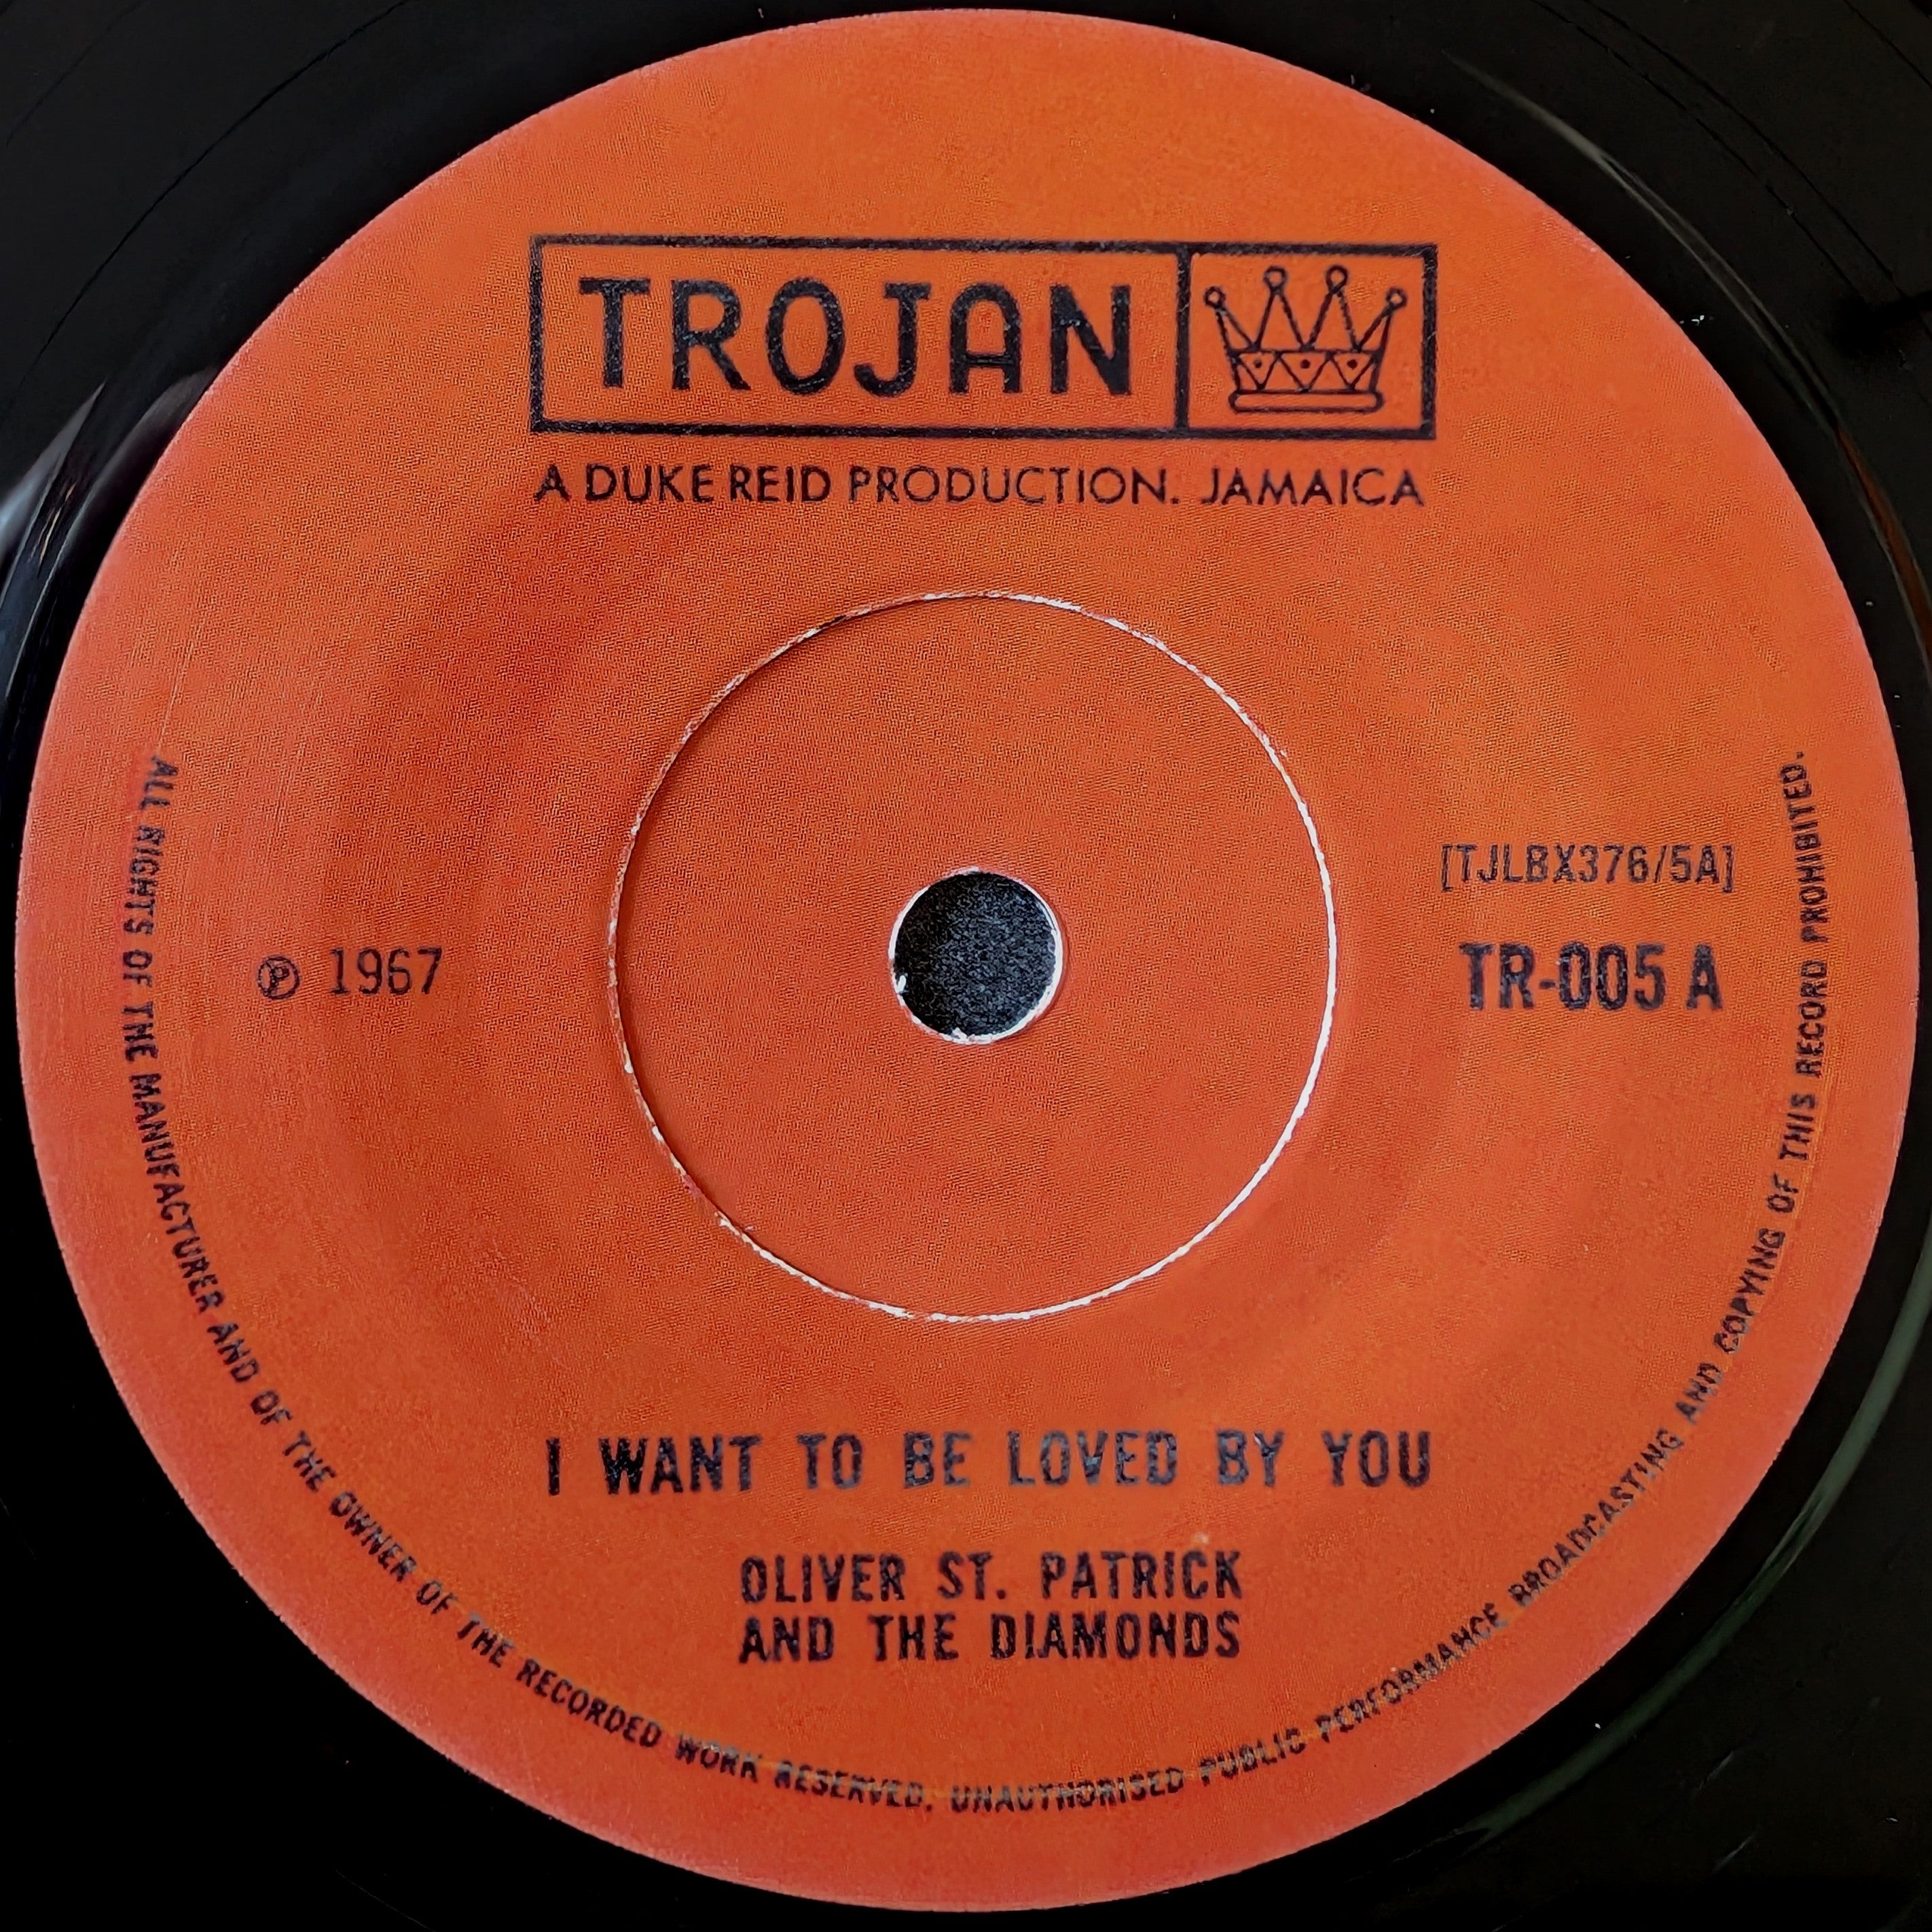 TROJAN
A DUKE REID PRODUCTION. JAMAICA
[TJLBX376/5A]
℗ 1967
TR-005 A
I WANT TO BE LOVED BY YOU
OLIVER ST. PATRICK
AND THE DIAMONDS
ALL RIGHTS OF THE MANUFACTURER AND OF THE OWNER OF THE RECORDED WORK RESERVED. UNAUTHORISED PUBLIC PERFORMANCE BROADCASTING AND COPYING OF THIS RECORD PROHIBITED.